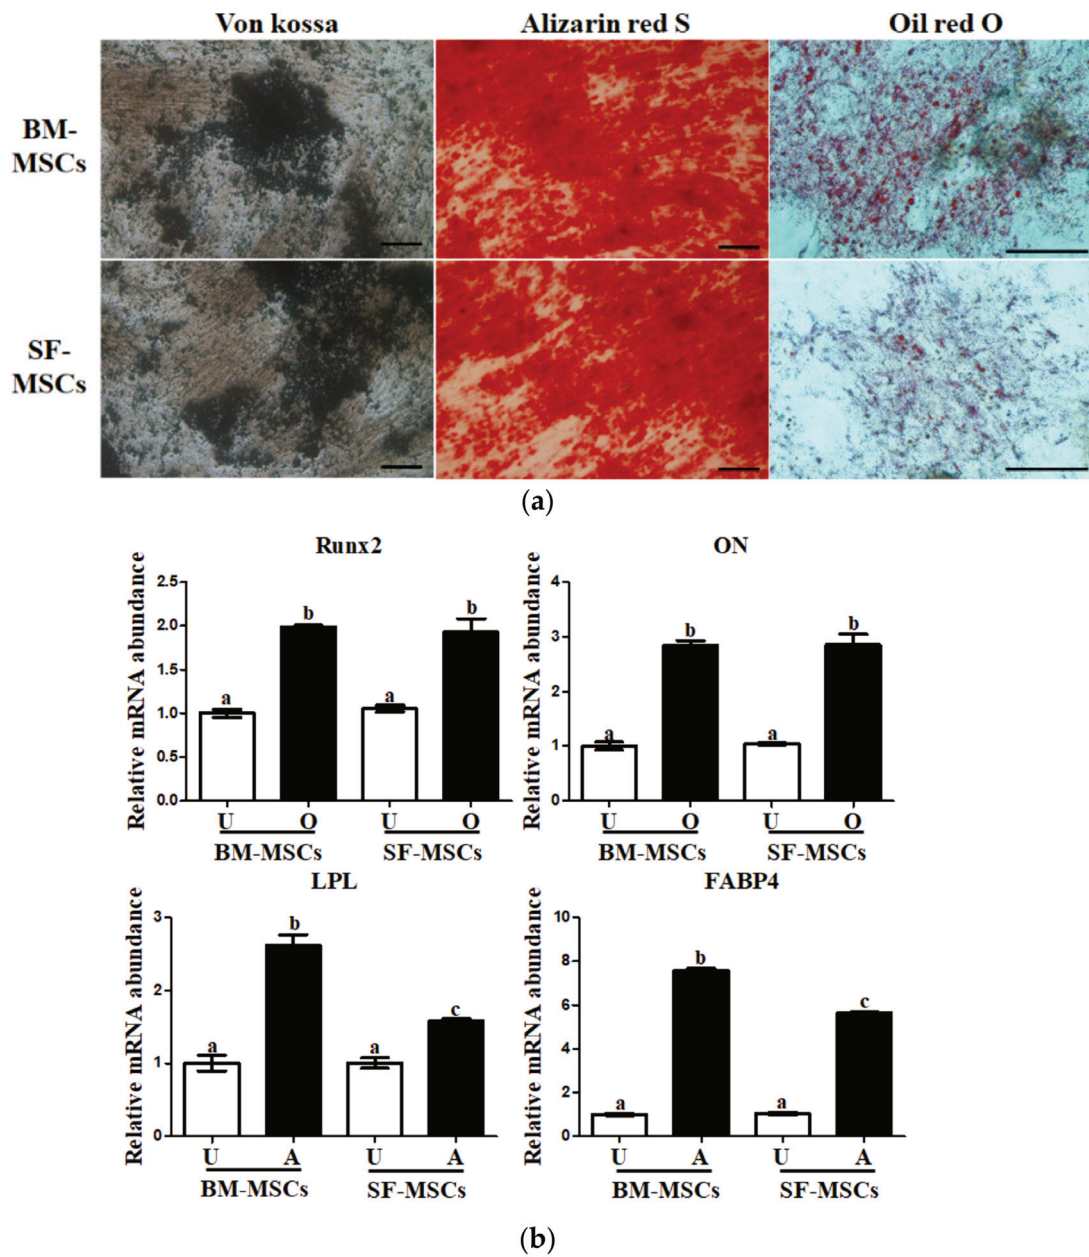 Von kossa Alizarin red S Oil red O
BM-
MSCs
SF-
MSCs
(a)
Runx2
Relative mRNA abundance
2.5
2.0
1.5
1.0
0.5
0.0
a b a b
U O U O
BM-MSCs SF-MSCs
ON
Relative mRNA abundance
4
3
2
1
0
a b a b
U O U O
BM-MSCs SF-MSCs
LPL
Relative mRNA abundance
3
2
1
0
a b a c
U A U A
BM-MSCs SF-MSCs
FABP4
Relative mRNA abundance
10
8
6
4
2
0
a b a c
U A U A
BM-MSCs SF-MSCs
(b)